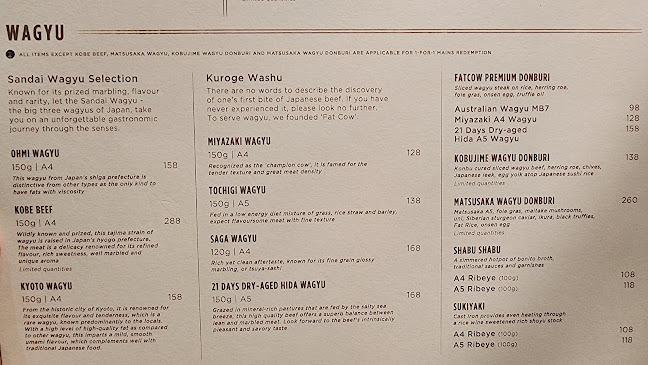 WAGYU
ALL ITEMS EXCEPT KOBE BEEF, MATSUSAKA WAGYU, KOBUJIME WAGYU DONBURI AND MATSUSAKA WAGYU DONBURI ARE APPLICABLE FOR 1-FOR-1 MAINS REDEMPTION
Sandai Wagyu Selection
Known for its prized marbling, flavour
and rarity, let the Sandai Wagyu -
the big three wagyus of Japan, take
you on an unforgettable gastronomic
journey through the senses.
OHMI WAGYU
150g | A4 158
This wagyu from Japan's shiga prefecture is
distinctive from other types as the only kind to
have fats with viscosity
KOBE BEEF
150g | A4 288
Wildly known and prized, this tajima strain of
wagyu is raised in Japan's hyogo prefecture.
The meat is a delicacy renowned for its refined
flavour, rich sweetness, well marbled and
unique aroma
Limited quantities
KYOTO WAGYU
150g | A4 158
From the historic city of Kyoto, it is renowned for
its exquisite flavour and tenderness, which is a
rare wagyu, known predominantly to the locals.
With a high level of high-quality fat as compared
to other wagyu, this imparts a mild, smooth
umami flavour, which complements well with
traditional Japanese food.
Kuroge Washu
There are no words to describe the discovery
of one's first bite of Japanese beef. If you have
never experienced it, please look no further.
To serve wagyu, we founded 'Fat Cow'.
MIYAZAKI WAGYU
150g | A4 128
Recognized as the 'champion cow', it is famed for the
tender texture and great meat density
TOCHIGI WAGYU
150g | A5 138
Fed in a low energy diet mixture of grass, rice straw and barley,
expect flavoursome meat with fine texture
SAGA WAGYU
120g | A4 168
Rich yet clean aftertaste, known for its fine grain glossy
marbling, or tsuya-sashi
21 DAYS DRY-AGED HIDA WAGYU
150g | A5 168
Grazed in mineral-rich pastures that are fed by the salty sea
breeze, this high quality beef offers a superb balance between
lean and marbled meat. Look forward to the beef's intrinsically
pleasant and savory taste
FATCOW PREMIUM DONBURI
Sliced wagyu steak on rice, herring roe,
foie gras, onsen egg, truffle oil
Australian Wagyu MB7 98
Miyazaki A4 Wagyu 128
21 Days Dry-aged 158
Hida A5 Wagyu
KOBUJIME WAGYU DONBURI 138
Konbu cured sliced wagyu beef, herring roe, chives,
Japanese leek, egg yolk atop Japanese sushi rice
Limited quantities
MATSUSAKA WAGYU DONBURI 260
Matsusaka A5, foie gras, maitake mushrooms,
uni, Siberian sturgeon caviar, ikura, black truffles,
Fat Rice, onsen egg
Limited quantities
SHABU SHABU
A simmered hotpot of bonito broth,
traditional sauces and garnishes
A4 Ribeye (100g) 108
A5 Ribeye (100g) 118
SUKIYAKI
Cast iron provides even heating through
a rice wine sweetened rich shoyu stock
A4 Ribeye (100g) 108
A5 Ribeye (100g) 118